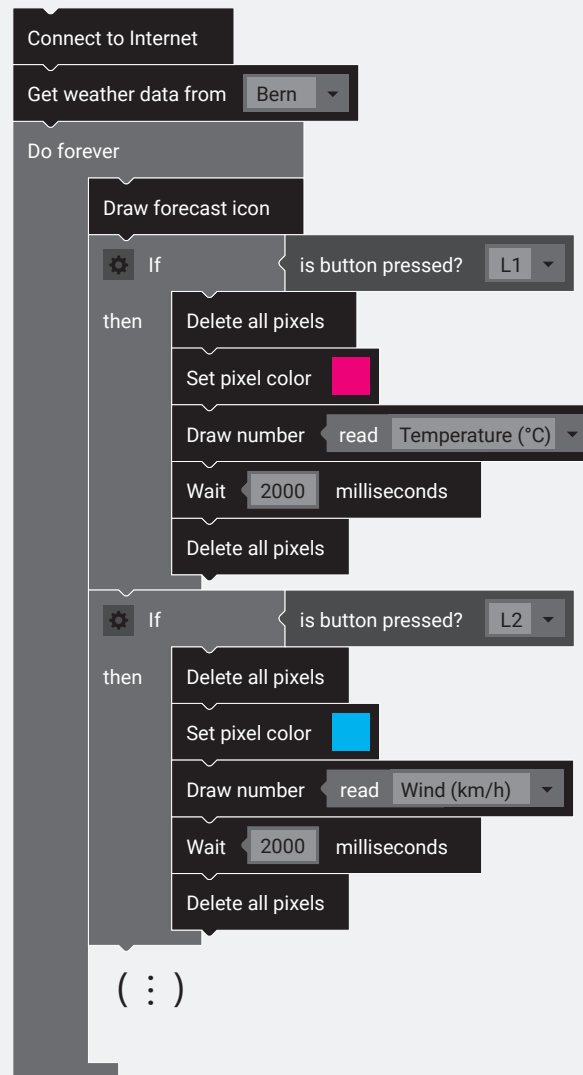 Connect to Internet
Get weather data from Bern
Do forever
Draw forecast icon
If is button pressed? L1
then Delete all pixels
Set pixel color
Draw number read Temperature (°C)
Wait 2000 milliseconds
Delete all pixels
If is button pressed? L2
then Delete all pixels
Set pixel color
Draw number read Wind (km/h)
Wait 2000 milliseconds
Delete all pixels
(⋮)